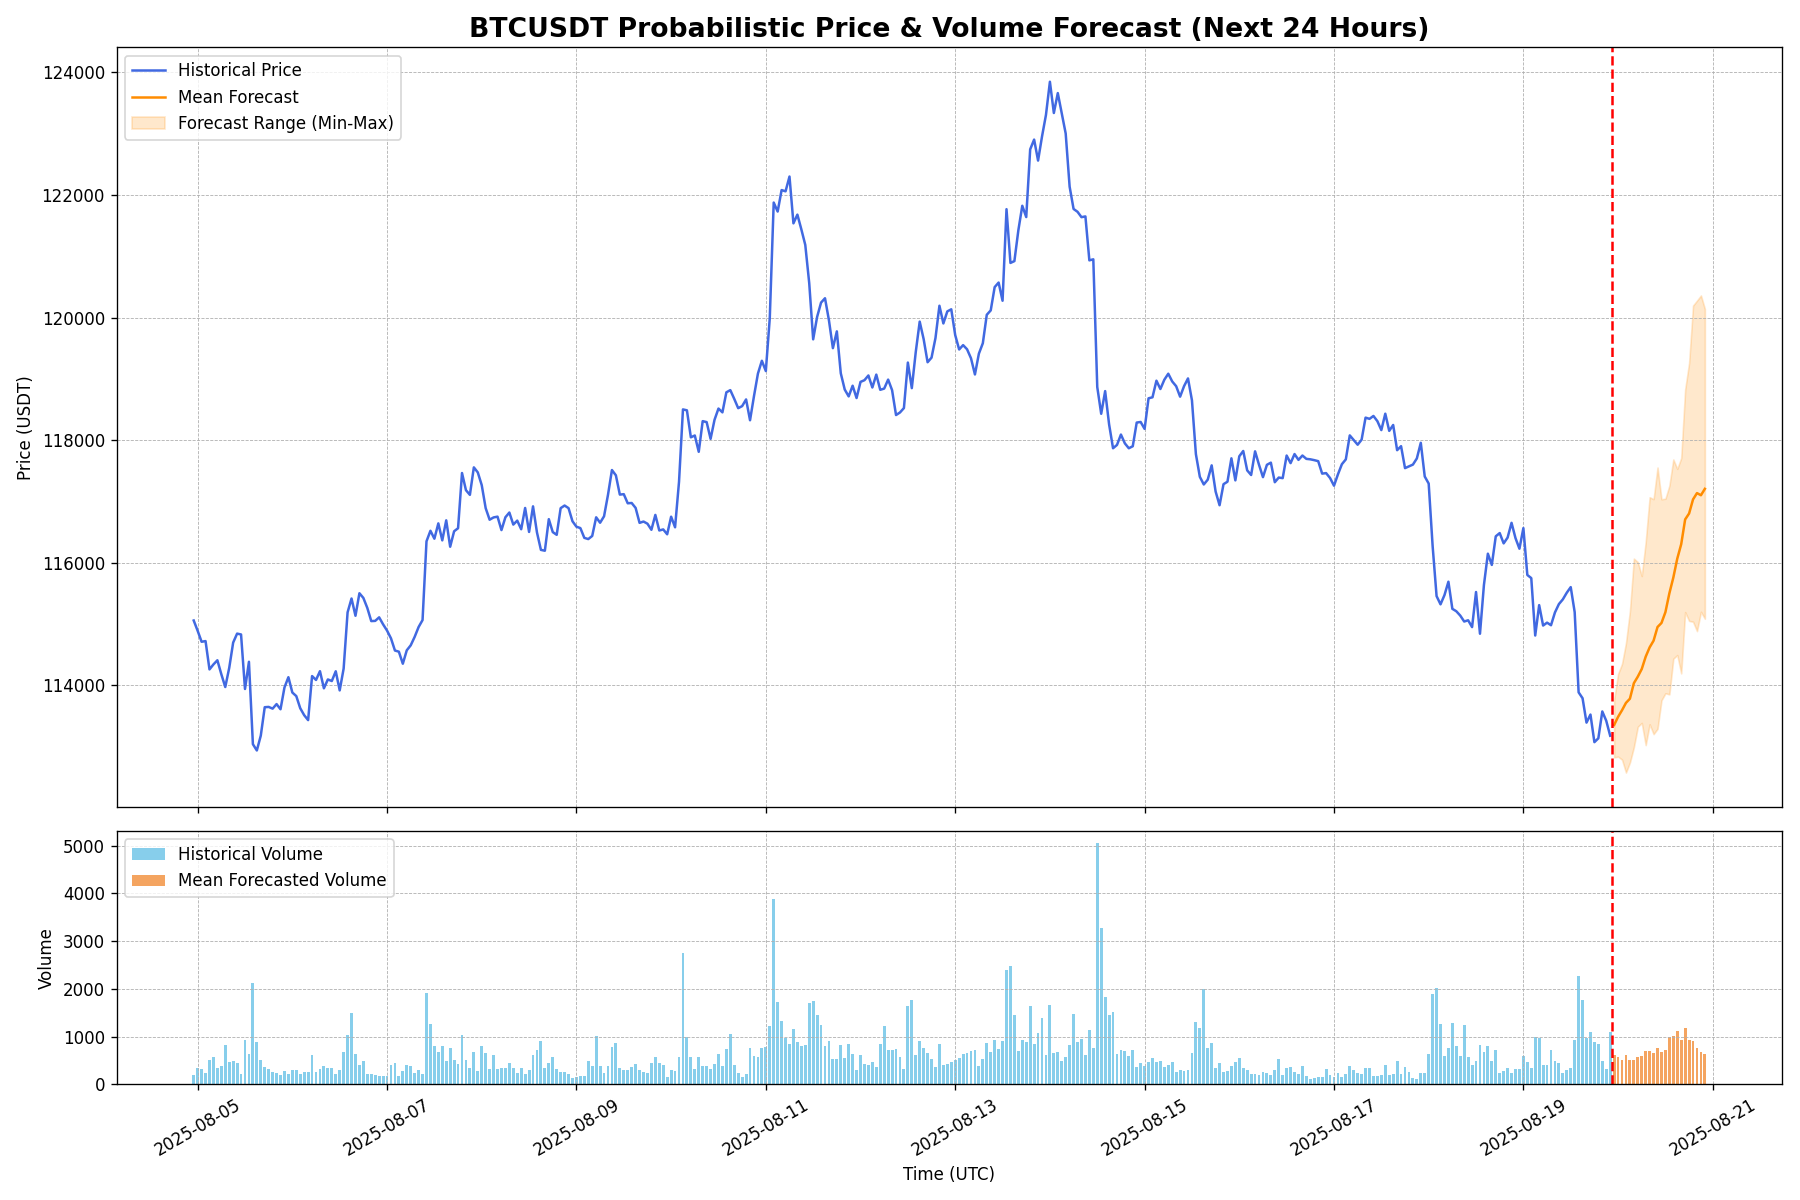 BTCUSDT Probabilistic Price & Volume Forecast (Next 24 Hours)
Historical Price
Mean Forecast
Forecast Range (Min-Max)
124000
122000
120000
118000
116000
114000
Price (USDT)
Historical Volume
Mean Forecasted Volume
5000
4000
3000
2000
1000
0
Volume
2025-08-05
2025-08-07
2025-08-09
2025-08-11
2025-08-13
2025-08-15
2025-08-17
2025-08-19
2025-08-21
Time (UTC)